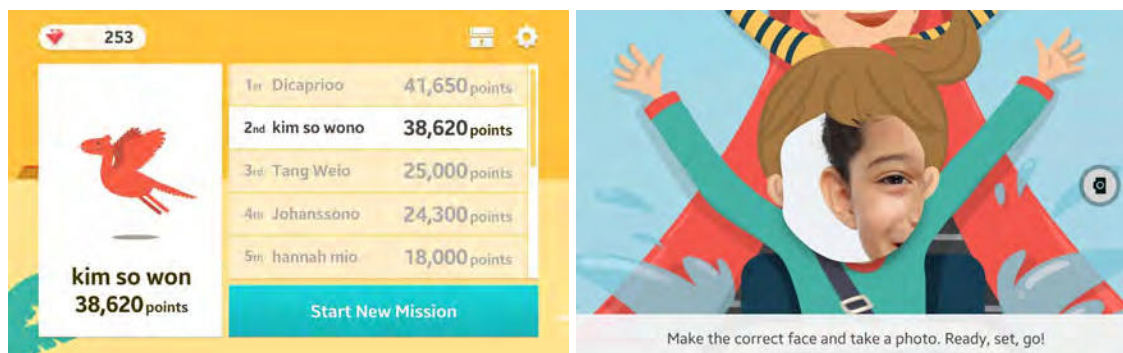 253
1st Dicaprioo 41,650 points
2nd kim so wono 38,620 points
3rd Tang Weio 25,000 points
4th Johanssono 24,300 points
5th hannah mio 18,000 points
kim so won
38,620 points
Start New Mission
Make the correct face and take a photo. Ready, set, go!